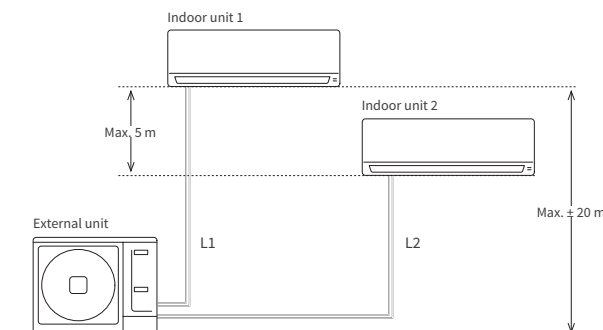 Indoor unit 1
Indoor unit 2
Max. 5 m
Max. ± 20 m
External unit
L1
L2